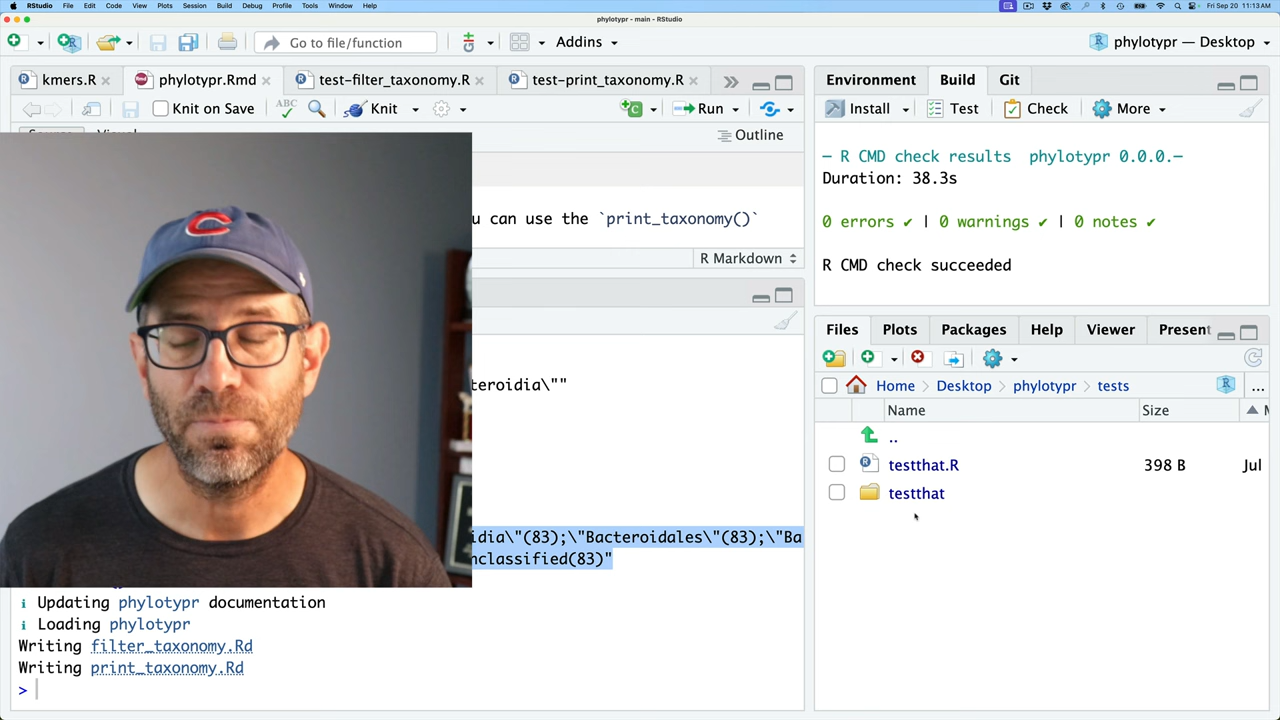 RStudio File Edit Code View Plots Session Build Debug Profile Tools Window Help Fri Sep 20 11:13 AM
phylotypr - main - RStudio
Go to file/function Addins phylotypr — Desktop
kmers.R phylotypr.Rmd test-filter_taxonomy.R test-print_taxonomy.R
Knit on Save ABC Knit Run
Outline
u can use the `print_taxonomy()`
R Markdown
teroidia\""
idia\"(83);\"Bacteroidales\"(83);\"Ba
nclassified(83)"
i Updating phylotypr documentation
i Loading phylotypr
Writing filter_taxonomy.Rd
Writing print_taxonomy.Rd
>
Environment Build Git
Install Test Check More
— R CMD check results phylotypr 0.0.0.—
Duration: 38.3s
0 errors ✔ | 0 warnings ✔ | 0 notes ✔
R CMD check succeeded
Files Plots Packages Help Viewer Present
Home Desktop phylotypr tests ...
Name Size
..
testthat.R 398 B Jul
testthat
C